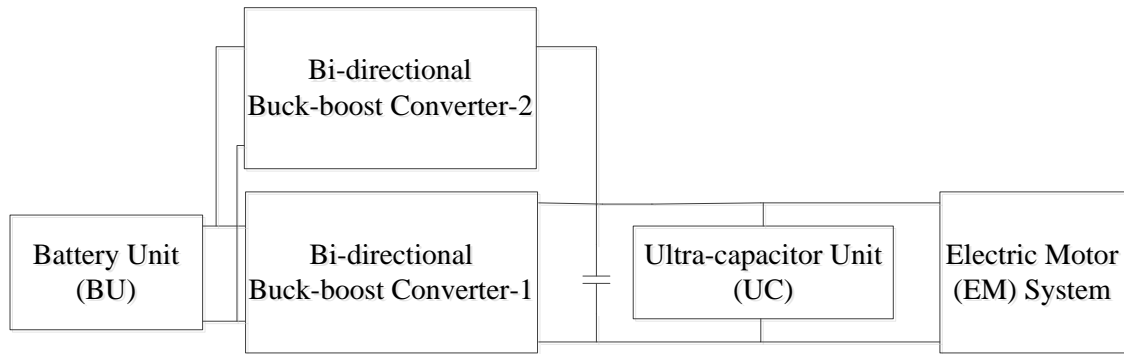 Bi-directional
Buck-boost Converter-2
Battery Unit
(BU)
Bi-directional
Buck-boost Converter-1
Ultra-capacitor Unit
(UC)
Electric Motor
(EM) System